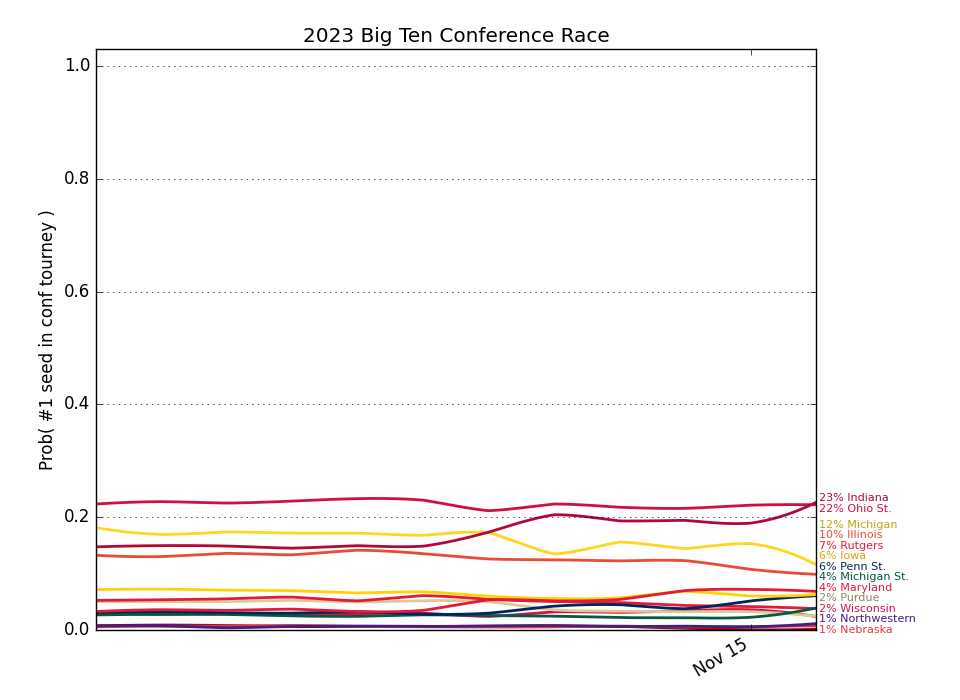 2023 Big Ten Conference Race
1.0
0.8
0.6
0.4
0.2
0.0
Prob( #1 seed in conf tourney )
Nov 15
23% Indiana
22% Ohio St.
12% Michigan
10% Illinois
7% Rutgers
6% Iowa
6% Penn St.
4% Michigan St.
4% Maryland
2% Purdue
2% Wisconsin
1% Northwestern
1% Nebraska